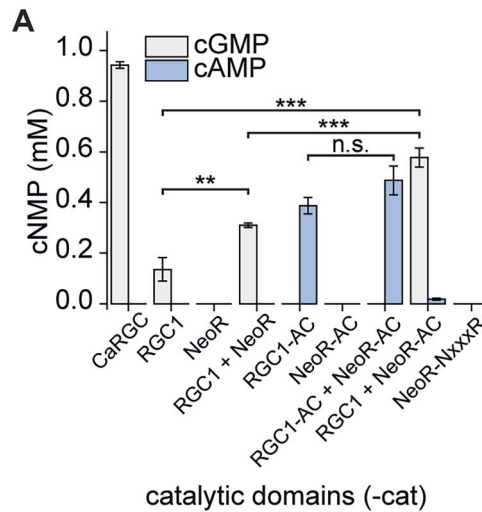 A
cGMP
cAMP
cNMP (mM)
1.0
0.8
0.6
0.4
0.2
0.0
***
***
n.s.
**
CaRGC
RGC1
NeoR
RGC1 + NeoR
RGC1-AC
NeoR-AC
RGC1-AC + NeoR-AC
RGC1 + NeoR-AC
NeoR-NxxxR
catalytic domains (-cat)